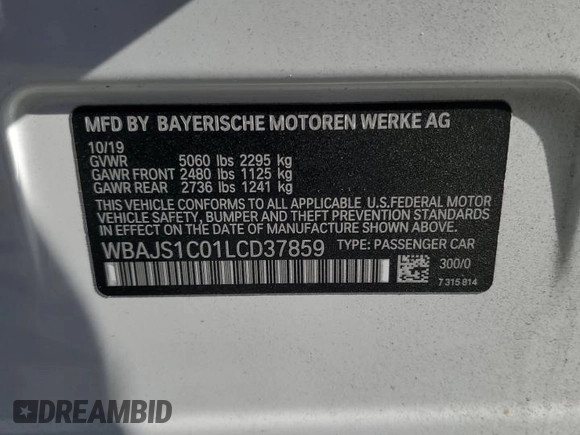 MFD BY BAYERISCHE MOTOREN WERKE AG
10/19
GVWR 5060 lbs 2295 kg
GAWR FRONT 2480 lbs 1125 kg
GAWR REAR 2736 lbs 1241 kg
THIS VEHICLE CONFORMS TO ALL APPLICABLE U.S.FEDERAL MOTOR
VEHICLE SAFETY, BUMPER AND THEFT PREVENTION STANDARDS
IN EFFECT ON THE DATE OF MANUFACTURE SHOWN ABOVE.
WBAJS1C01LCD37859 TYPE: PASSENGER CAR
300/0
7 315 814
DREAMBID